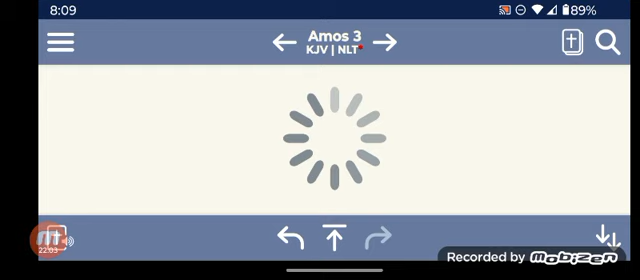 8:09
89%
Amos 3
KJV | NLT
22:03
Recorded by MOBIZEN